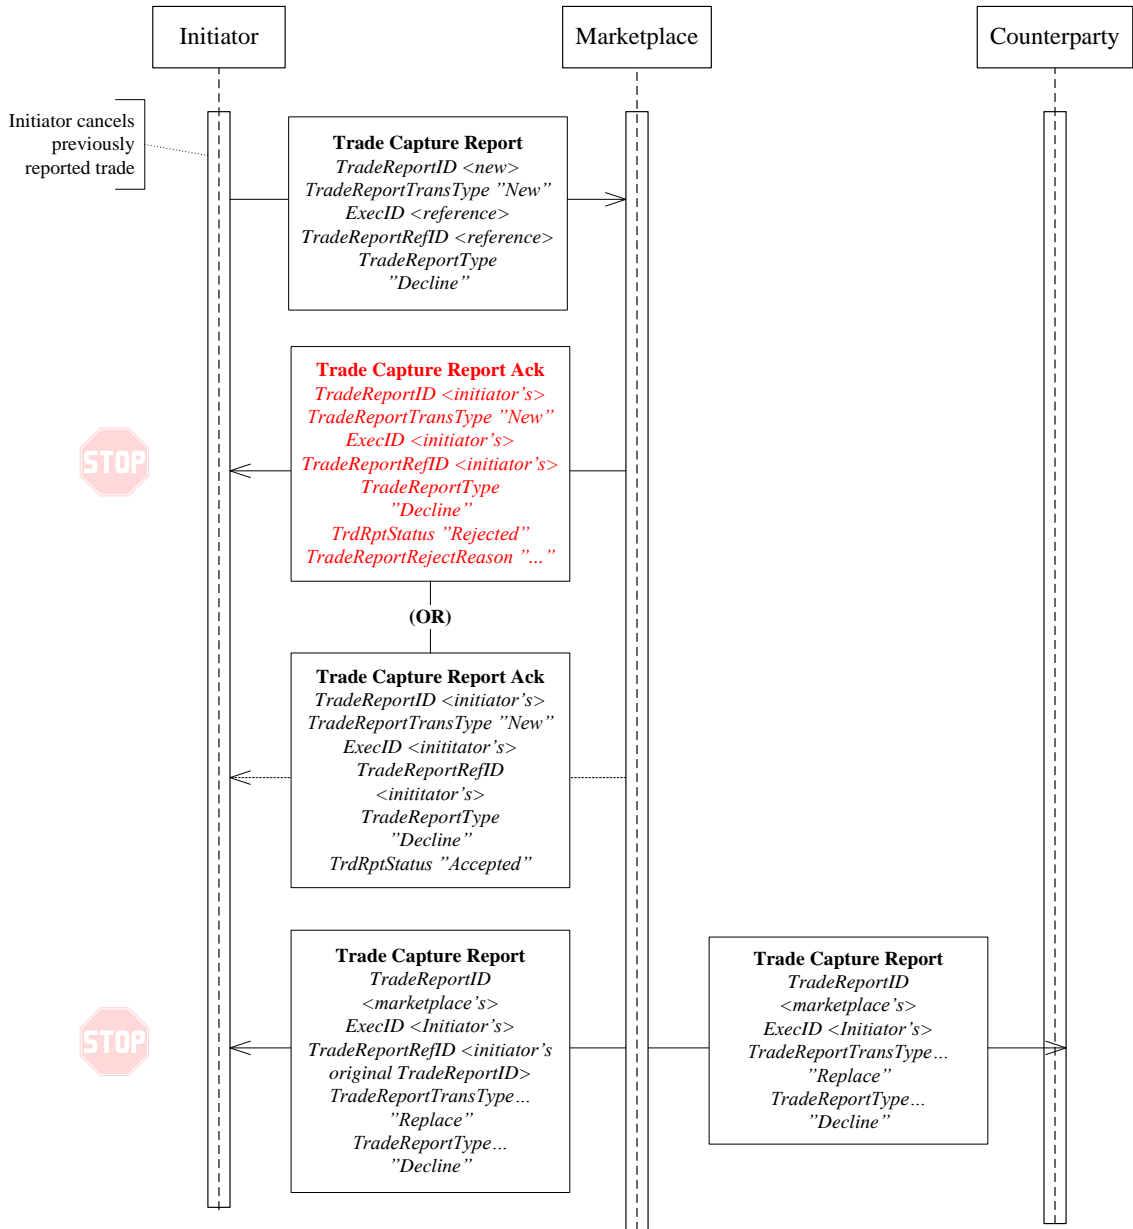 Initiator
Marketplace
Counterparty
Initiator cancels
previously
reported trade
Trade Capture Report
TradeReportID <new>
TradeReportTransType ”New”
ExecID <reference>
TradeReportRefID <reference>
TradeReportType
”Decline”
Trade Capture Report Ack
TradeReportID <initiator’s>
TradeReportTransType ”New”
ExecID <initiator’s>
TradeReportRefID <initiator’s>
TradeReportType
”Decline”
TrdRptStatus ”Rejected”
TradeReportRejectReason ”…”
STOP
(OR)
Trade Capture Report Ack
TradeReportID <initiator’s>
TradeReportTransType ”New”
ExecID <inititator’s>
TradeReportRefID
<inititator’s>
TradeReportType
”Decline”
TrdRptStatus ”Accepted”
Trade Capture Report
TradeReportID
<marketplace’s>
ExecID <Initiator’s>
TradeReportRefID <initiator’s
original TradeReportID>
TradeReportTransType…
”Replace”
TradeReportType…
”Decline”
STOP
Trade Capture Report
TradeReportID
<marketplace’s>
ExecID <Initiator’s>
TradeReportTransType…
”Replace”
TradeReportType…
”Decline”